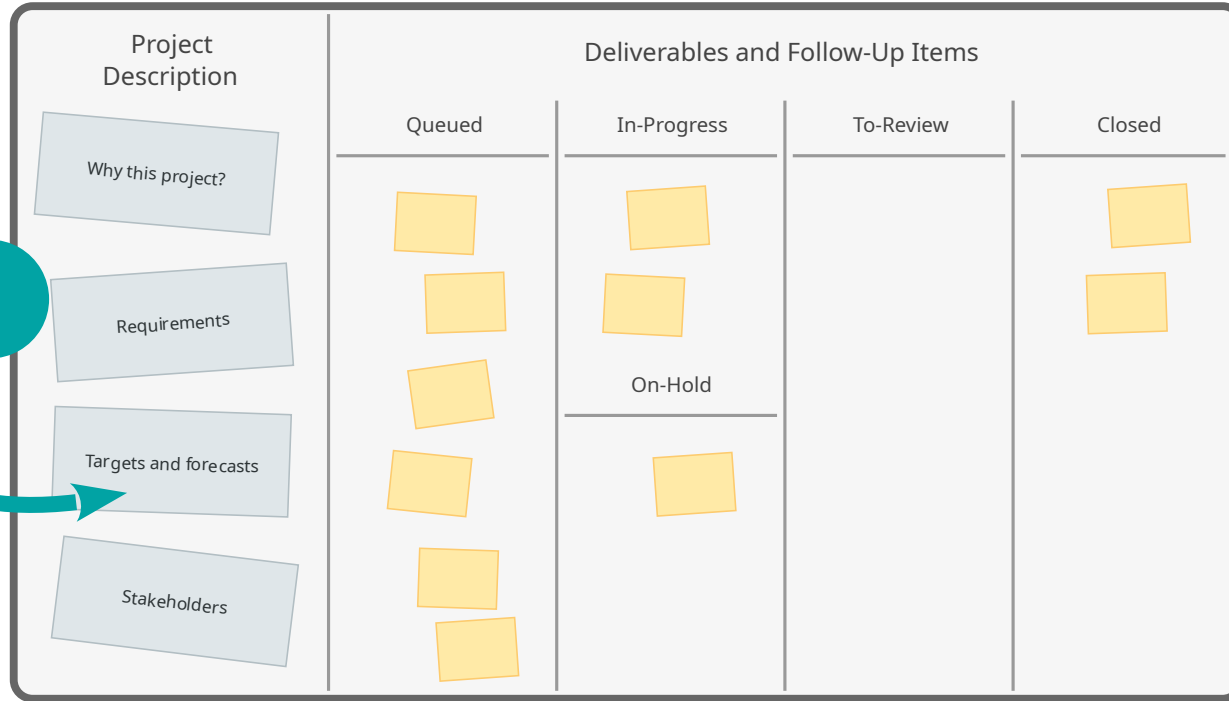 Project
Description
Why this project?
Requirements
Targets and forecasts
Stakeholders
Deliverables and Follow-Up Items
Queued
In-Progress
On-Hold
To-Review
Closed